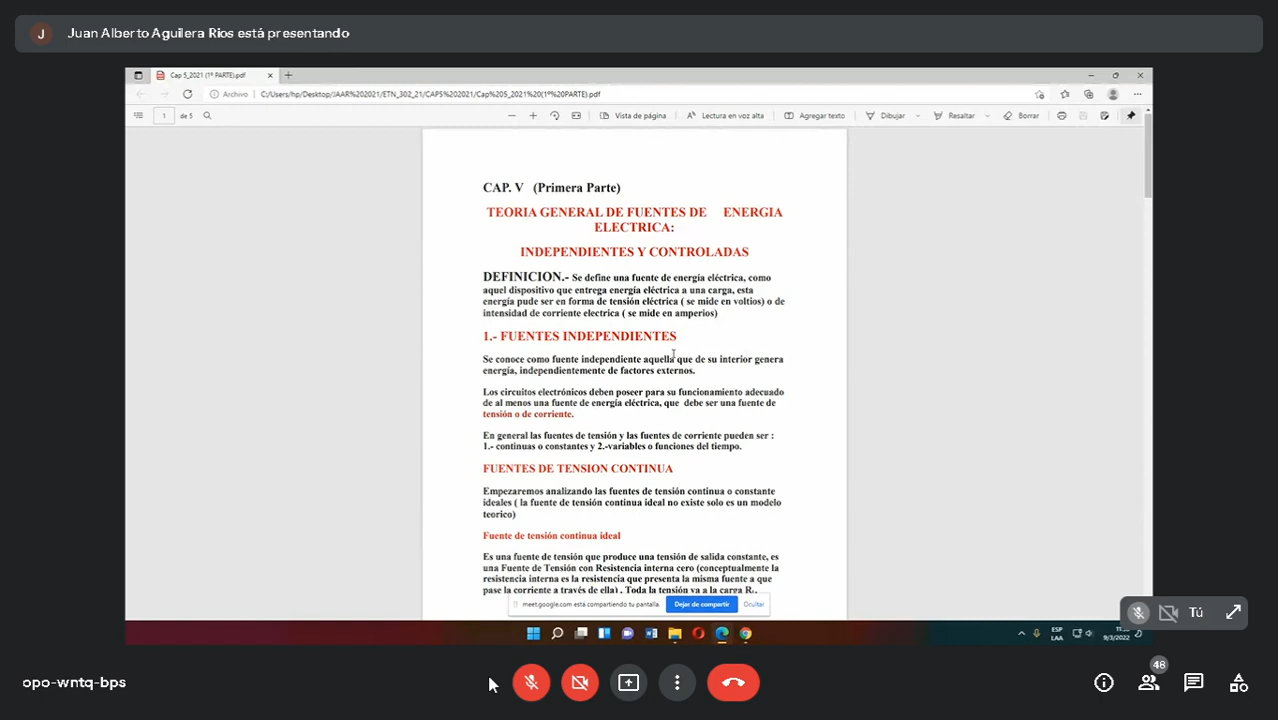 J Juan Alberto Aguilera Rios está presentando
Cap 5_2021 (1ª PARTE).pdf
Archivo C:/Users/hp/Desktop/JAAR%202021/ETN_302_21/CAPS%202021/Cap%205_2021%20(1º%20PARTE).pdf
1 de 5 Vista de página Lectura en voz alta Agregar texto Dibujar Resaltar Borrar
CAP. V (Primera Parte)
TEORIA GENERAL DE FUENTES DE ENERGIA
ELECTRICA:
INDEPENDIENTES Y CONTROLADAS
DEFINICION.- Se define una fuente de energía eléctrica, como
aquel dispositivo que entrega energía eléctrica a una carga, esta
energía pude ser en forma de tensión eléctrica ( se mide en voltios) o de
intensidad de corriente electrica ( se mide en amperios)
1.- FUENTES INDEPENDIENTES
Se conoce como fuente independiente aquella que de su interior genera
energía, independientemente de factores externos.
Los circuitos electrónicos deben poseer para su funcionamiento adecuado
de al menos una fuente de energía eléctrica, que debe ser una fuente de
tensión o de corriente.
En general las fuentes de tensión y las fuentes de corriente pueden ser :
1.- continuas o constantes y 2.-variables o funciones del tiempo.
FUENTES DE TENSION CONTINUA
Empezaremos analizando las fuentes de tensión continua o constante
ideales ( la fuente de tensión continua ideal no existe solo es un modelo
teorico)
Fuente de tensión continua ideal
Es una fuente de tensión que produce una tensión de salida constante, es
una Fuente de Tensión con Resistencia interna cero (conceptualmente la
resistencia interna es la resistencia que presenta la misma fuente a que
pase la corriente a través de ella) . Toda la tensión va a la carga
meet.google.com está compartiendo tu pantalla. Dejar de compartir Ocultar
Tú
ESP
LAA
9/3/2022
opo-wntq-bps
48